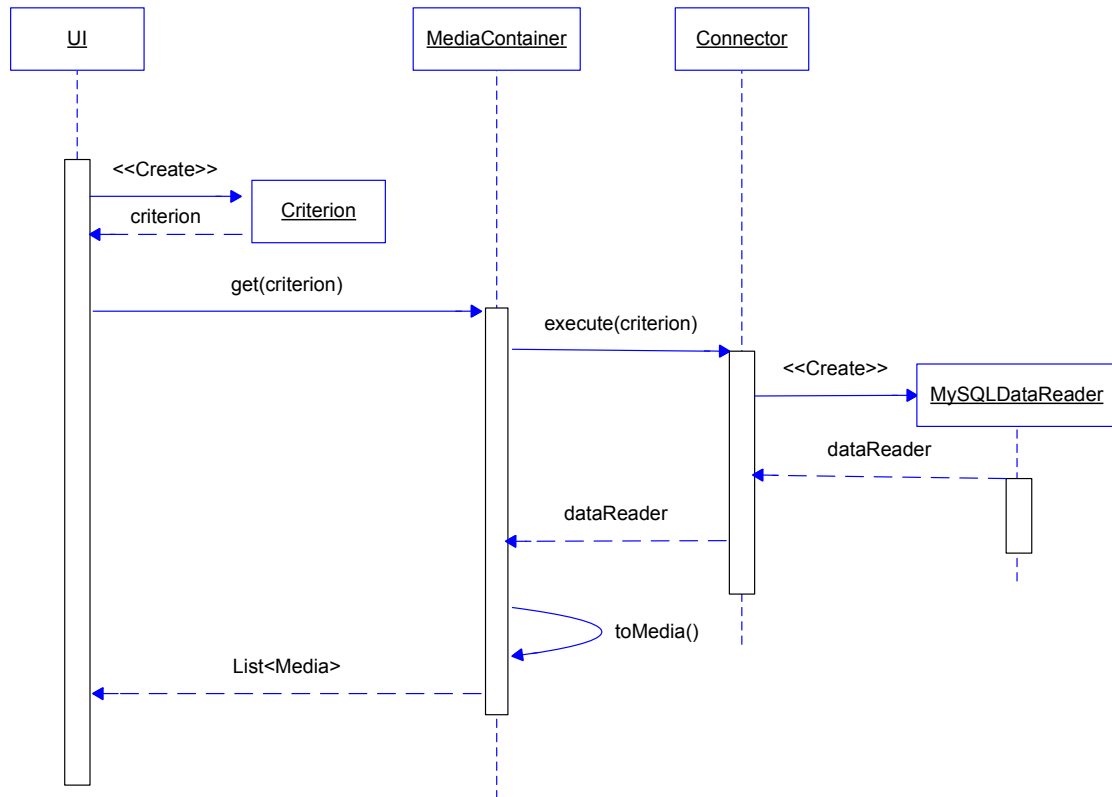 UI
MediaContainer
Connector
<<Create>>
Criterion
criterion
get(criterion)
execute(criterion)
<<Create>>
MySQLDataReader
dataReader
dataReader
toMedia()
List<Media>